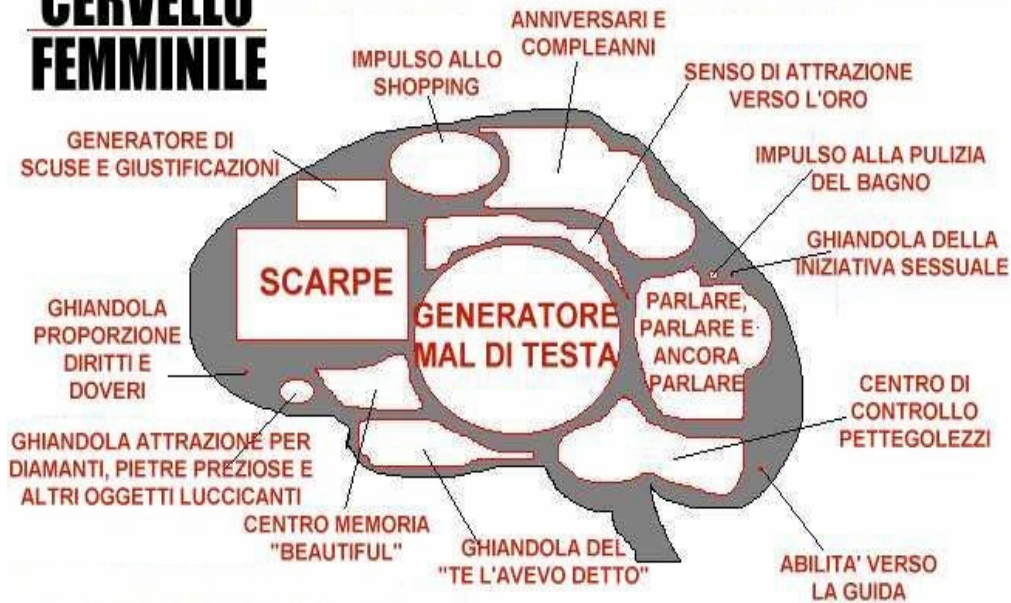 CERVELLO
FEMMINILE
ANNIVERSARI E
COMPLEANNI
IMPULSO ALLO
SHOPPING
SENSO DI ATTRAZIONE
VERSO L'ORO
GENERATORE DI
SCUSE E GIUSTIFICAZIONI
IMPULSO ALLA PULIZIA
DEL BAGNO
GHIANDOLA DELLA
INIZIATIVA SESSUALE
SCARPE
GENERATORE
MAL DI TESTA
PARLARE,
PARLARE E
ANCORA
PARLARE
GHIANDOLA
PROPORZIONE
DIRITTI E
DOVERI
CENTRO DI
CONTROLLO
PETTEGOLEZZI
GHIANDOLA ATTRAZIONE PER
DIAMANTI, PIETRE PREZIOSE E
ALTRI OGGETTI LUCCICANTI
CENTRO MEMORIA
"BEAUTIFUL"
GHIANDOLA DEL
"TE L'AVEVO DETTO"
ABILITA' VERSO
LA GUIDA